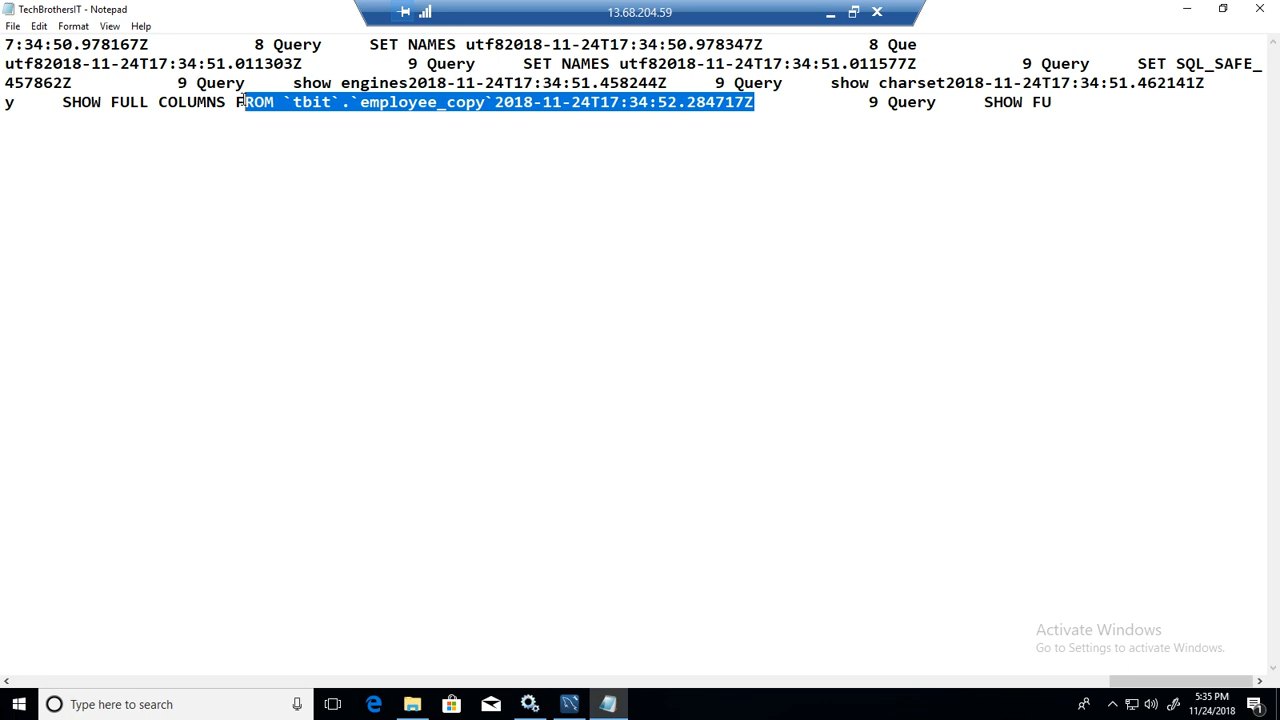 TechBrothersIT - Notepad
13.68.204.59
File Edit Format View Help
7:34:50.978167Z 8 Query SET NAMES utf82018-11-24T17:34:50.978347Z 8 Que
utf82018-11-24T17:34:51.011303Z 9 Query SET NAMES utf82018-11-24T17:34:51.011577Z 9 Query SET SQL_SAFE_
457862Z 9 Query show engines2018-11-24T17:34:51.458244Z 9 Query show charset2018-11-24T17:34:51.462141Z
y SHOW FULL COLUMNS FROM `tbit`.`employee_copy`2018-11-24T17:34:52.284717Z 9 Query SHOW FU
Activate Windows
Go to Settings to activate Windows.
Type here to search
5:35 PM
11/24/2018
1